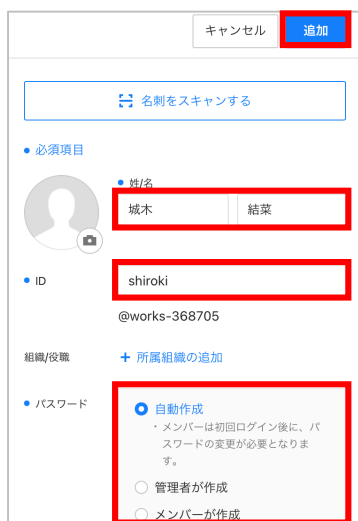 キャンセル 追加
名刺をスキャンする
必須項目
姓/名
城木 結菜
ID shiroki
@works-368705
組織/役職 + 所属組織の追加
パスワード 自動作成
・メンバーは初回ログイン後に、パ
スワードの変更が必要となりま
す。
管理者が作成
メンバーが作成